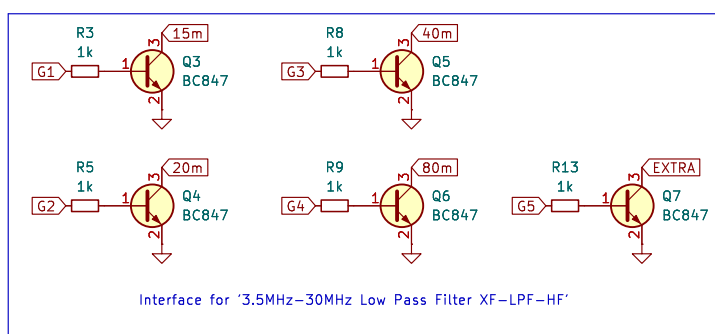 R3
1k
G1
1
3
2
15m
Q3
BC847
R8
1k
G3
1
3
2
40m
Q5
BC847
R5
1k
G2
1
3
2
20m
Q4
BC847
R9
1k
G4
1
3
2
80m
Q6
BC847
R13
1k
G5
1
3
2
EXTRA
Q7
BC847
Interface for '3.5MHz-30MHz Low Pass Filter XF-LPF-HF'